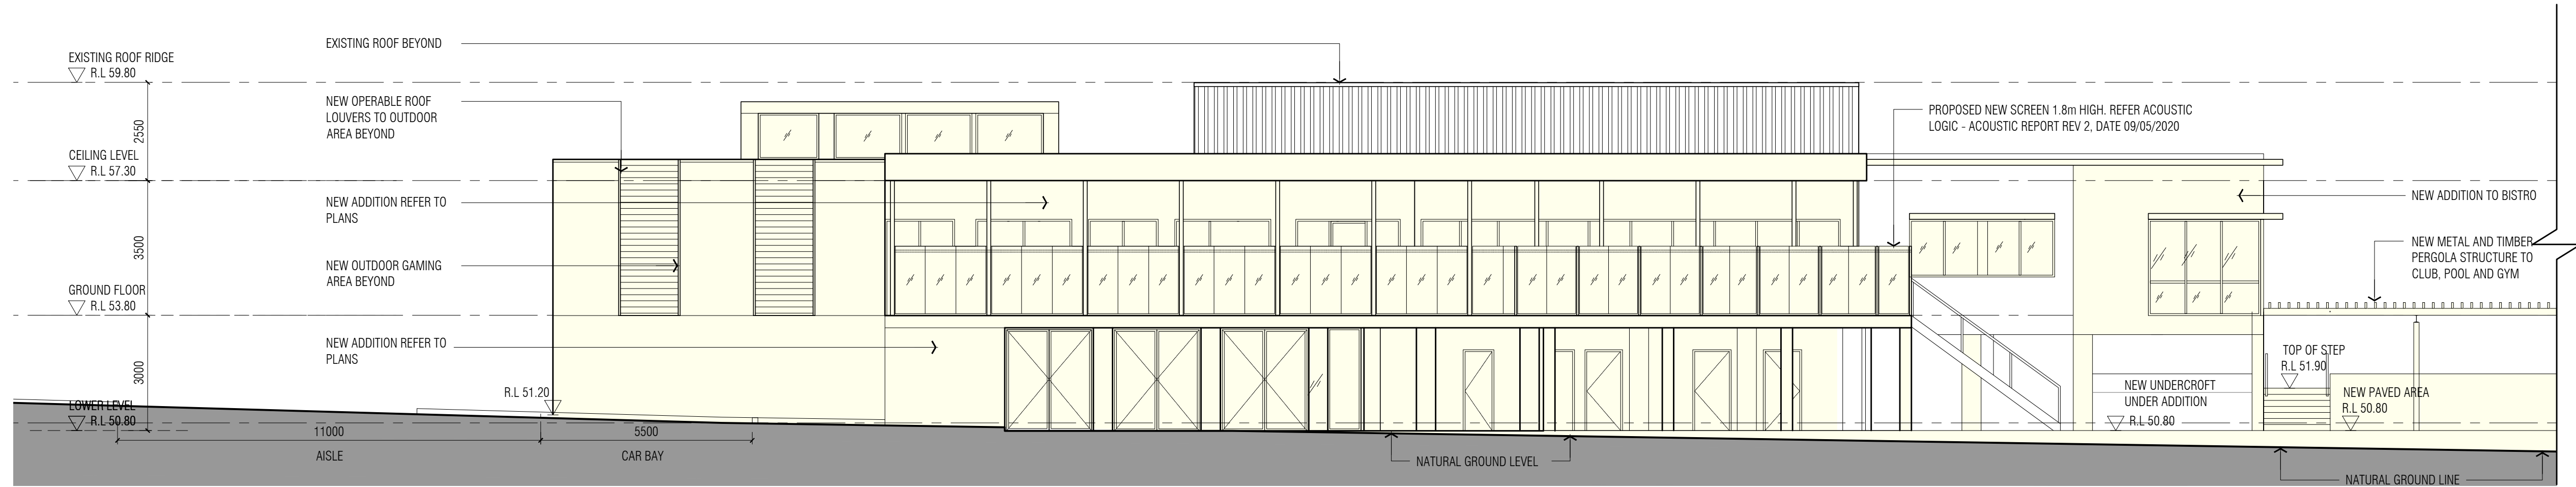 EXISTING ROOF RIDGE
R.L 59.80
2550
CEILING LEVEL
R.L 57.30
3500
GROUND FLOOR
R.L 53.80
3000
LOWER LEVEL
R.L 50.80
EXISTING ROOF BEYOND
NEW OPERABLE ROOF
LOUVERS TO OUTDOOR
AREA BEYOND
NEW ADDITION REFER TO
PLANS
NEW OUTDOOR GAMING
AREA BEYOND
NEW ADDITION REFER TO
PLANS
R.L 51.20
11000
AISLE
5500
CAR BAY
NATURAL GROUND LEVEL
PROPOSED NEW SCREEN 1.8m HIGH. REFER ACOUSTIC
LOGIC - ACOUSTIC REPORT REV 2, DATE 09/05/2020
NEW ADDITION TO BISTRO
NEW METAL AND TIMBER
PERGOLA STRUCTURE TO
CLUB, POOL AND GYM
TOP OF STEP
R.L 51.90
NEW UNDERCROFT
UNDER ADDITION
R.L 50.80
NEW PAVED AREA
R.L 50.80
NATURAL GROUND LINE